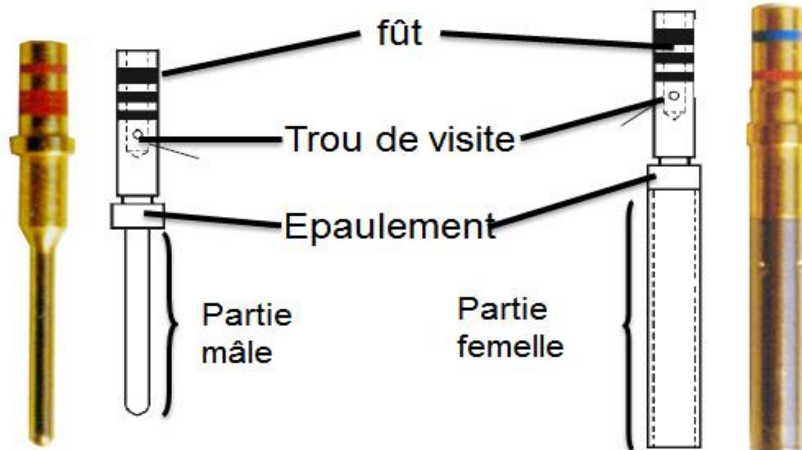 fût
Trou de visite
Epaulement
Partie
mâle
Partie
femelle